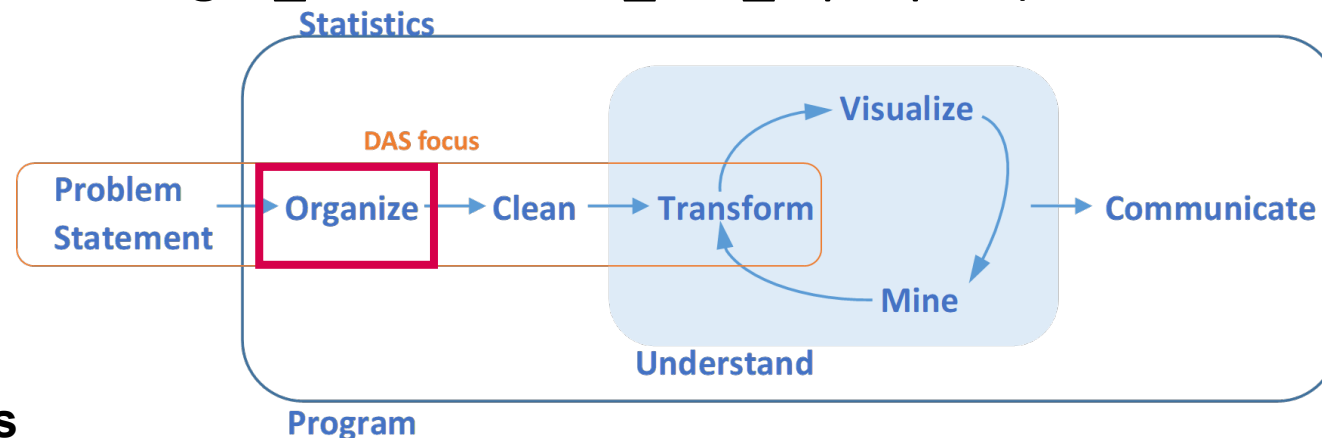 Statistics
Visualize
DAS focus
Problem
Statement
Organize
Clean
Transform
Communicate
Mine
Understand
s
Program